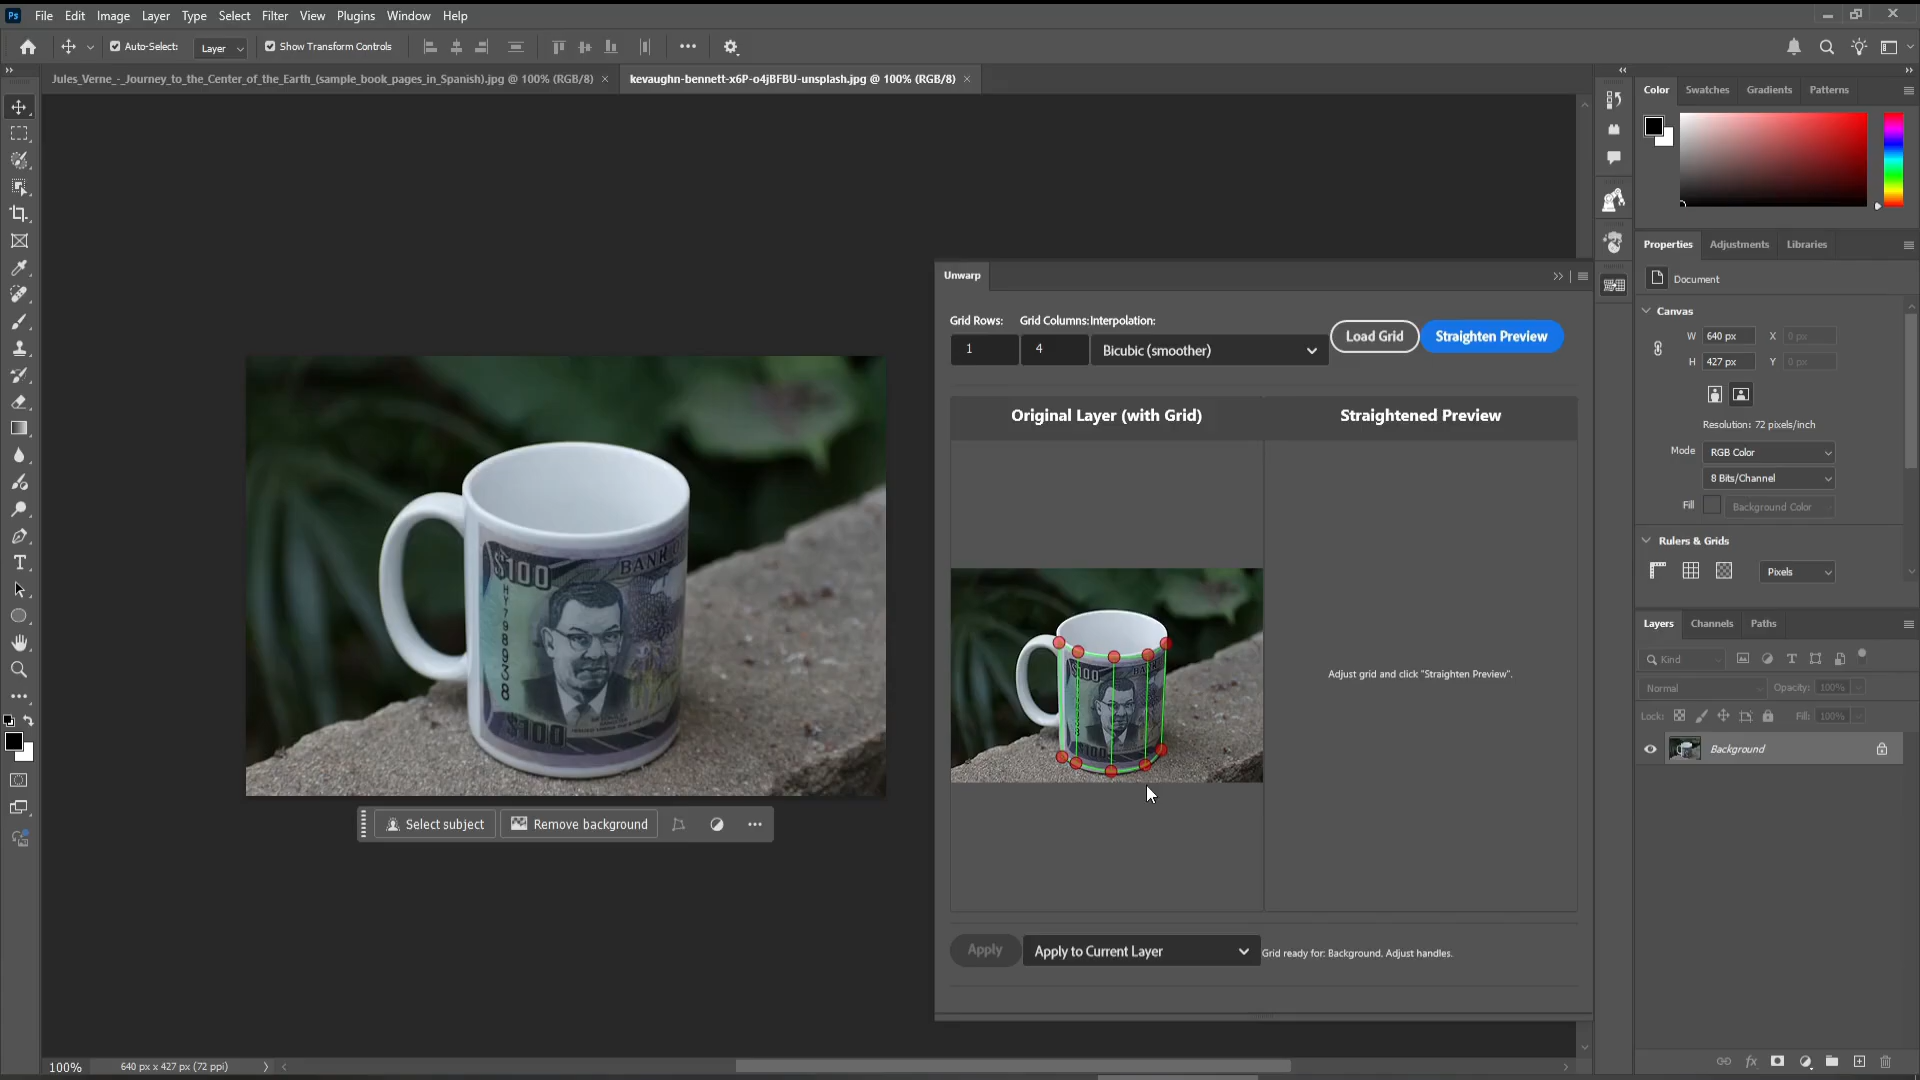 File Edit Image Layer Type Select Filter View Plugins Window Help
Auto-Select: Layer Show Transform Controls
Jules_Verne_-_Journey_to_the_Center_of_the_Earth_(sample_book_pages_in_Spanish).jpg @ 100% (RGB/8) ×
kevaughn-bennett-x6P-o4jBFBU-unsplash.jpg @ 100% (RGB/8) ×
Color Swatches Gradients Patterns
Properties Adjustments Libraries
Document
Canvas
W 640 px X 0 px
H 427 px Y 0 px
Resolution: 72 pixels/inch
Mode RGB Color
8 Bits/Channel
Fill Background Color
Rulers & Grids
Pixels
Layers Channels Paths
Kind
Normal Opacity: 100%
Lock: Fill: 100%
Background
Unwarp
Grid Rows: Grid Columns: Interpolation:
1 4 Bicubic (smoother) Load Grid Straighten Preview
Original Layer (with Grid) Straightened Preview
Adjust grid and click "Straighten Preview".
Apply Apply to Current Layer Grid ready for: Background. Adjust handles.
$100 BANK O
HY798938
$100
Select subject Remove background
100% 640 px x 427 px (72 ppi)